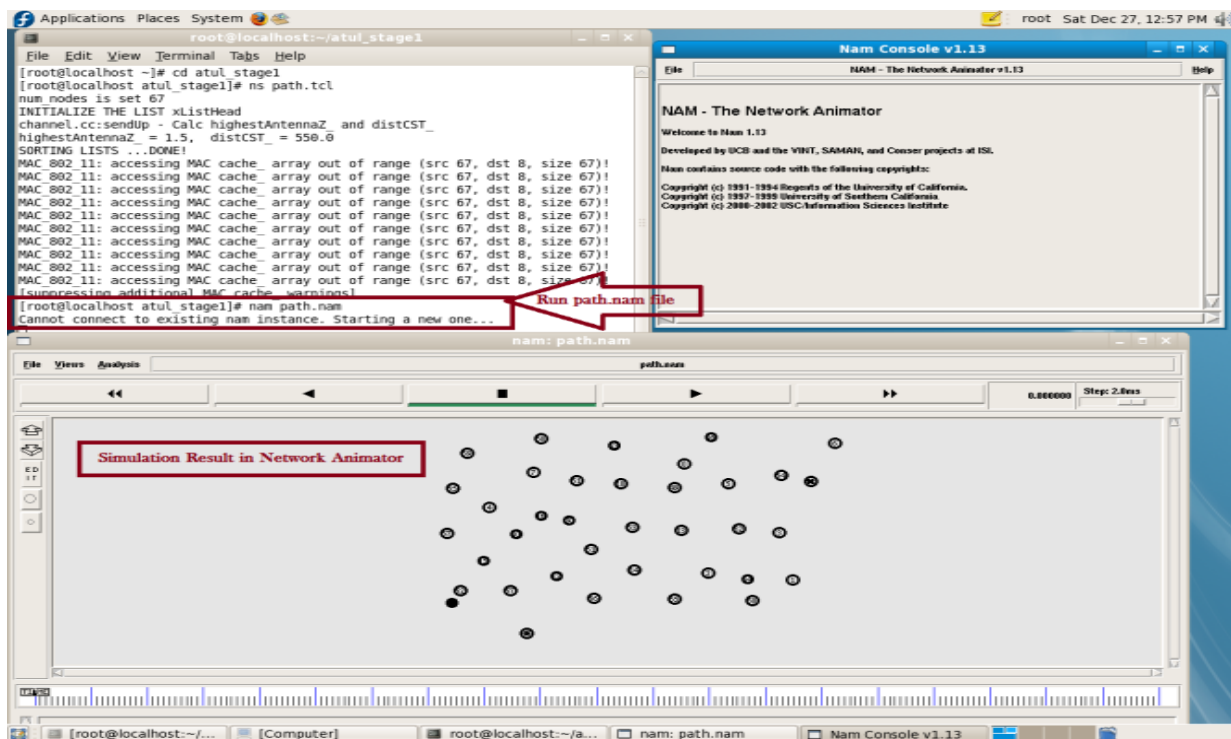 Applications Places System
root Sat Dec 27, 12:57 PM
root@localhost:~/atul_stage1
File Edit View Terminal Tabs Help
[root@localhost ~]# cd atul_stage1
[root@localhost atul_stage1]# ns path.tcl
num_nodes is set 67
INITIALIZE THE LIST xListHead
channel.cc:sendUp - Calc highestAntennaZ_ and distCST_
highestAntennaZ_ = 1.5,  distCST_ = 550.0
SORTING LISTS ...DONE!
MAC_802_11: accessing MAC cache_ array out of range (src 67, dst 8, size 67)!
MAC_802_11: accessing MAC cache_ array out of range (src 67, dst 8, size 67)!
MAC_802_11: accessing MAC cache_ array out of range (src 67, dst 8, size 67)!
MAC_802_11: accessing MAC cache_ array out of range (src 67, dst 8, size 67)!
MAC_802_11: accessing MAC cache_ array out of range (src 67, dst 8, size 67)!
MAC_802_11: accessing MAC cache_ array out of range (src 67, dst 8, size 67)!
MAC_802_11: accessing MAC cache_ array out of range (src 67, dst 8, size 67)!
MAC_802_11: accessing MAC cache_ array out of range (src 67, dst 8, size 67)!
MAC_802_11: accessing MAC cache_ array out of range (src 67, dst 8, size 67)!
MAC_802_11: accessing MAC cache_ array out of range (src 67, dst 8, size 67)!
[suppressing additional MAC cache_ warnings]
[root@localhost atul_stage1]# nam path.nam
Cannot connect to existing nam instance. Starting a new one...
Run path.nam file
Nam Console v1.13
File
NAM - The Network Animator v1.13
Help
NAM - The Network Animator
Welcome to Nam 1.13
Developed by UCB and the VINT, SAMAN, and Conser projects at ISI.
Nam contains source code with the following copyrights:
Copyright (c) 1991-1994 Regents of the University of California.
Copyright (c) 1997-1999 University of Southern California
Copyright (c) 2000-2002 USC/Information Sciences Institute
nam: path.nam
File Views Analysis
path.nam
0.000000
Step: 2.0ms
Simulation Result in Network Animator
TIME
[root@localhost:~/...
[Computer]
root@localhost:~/a...
nam: path.nam
Nam Console v1.13